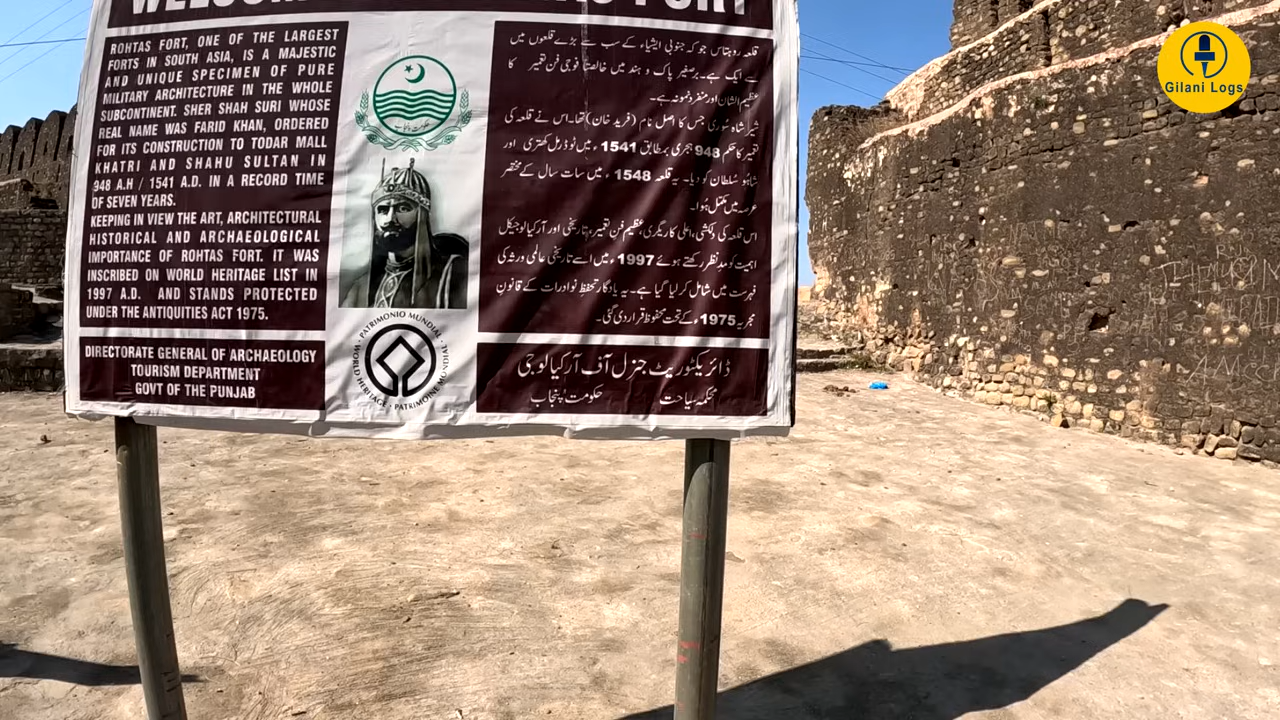 WELCOME
FORT
ROHTAS FORT, ONE OF THE LARGEST
FORTS IN SOUTH ASIA, IS A MAJESTIC
AND UNIQUE SPECIMEN OF PURE
MILITARY ARCHITECTURE IN THE WHOLE
SUBCONTINENT. SHER SHAH SURI WHOSE
REAL NAME WAS FARID KHAN, ORDERED
FOR ITS CONSTRUCTION TO TODAR MALL
KHATRI AND SHAHU SULTAN IN
948 A.H / 1541 A.D. IN A RECORD TIME
OF SEVEN YEARS.
KEEPING IN VIEW THE ART, ARCHITECTURAL
HISTORICAL AND ARCHAEOLOGICAL
IMPORTANCE OF ROHTAS FORT. IT WAS
INSCRIBED ON WORLD HERITAGE LIST IN
1997 A.D. AND STANDS PROTECTED
UNDER THE ANTIQUITIES ACT 1975.
DIRECTORATE GENERAL OF ARCHAEOLOGY
TOURISM DEPARTMENT
GOVT OF THE PUNJAB
حکومت پنجاب
WORLD HERITAGE • PATRIMONIO MUNDIAL • PATRIMOINE MONDIAL
قلعہ روہتاس جو کہ جنوبی ایشیاء کے سب سے بڑے قلعوں میں
سے ایک ہے۔ برصغیر پاک و ہند میں خالصتاً فوجی فن تعمیر کا
عظیم الشان اور منفرد نمونہ ہے۔
شیر شاہ سُوری جس کا اصل نام (فرید خان) تھا۔ اس نے قلعہ کی
تعمیر کا حکم 948 ہجری بمطابق 1541ء میں ٹوڈرمل کھتری اور
شاہو سُلطان کو دیا۔ یہ قلعہ 1548ء میں سات سال کے مختصر
عرصہ میں مکمل ہُوا۔
اس قلعہ کی دلکشی، اعلیٰ کاریگری، عظیم فن تعمیر، تاریخی اور آرکیالوجیکل
اہمیت کو مدنظر رکھتے ہوئے 1997ء میں اسے تاریخی عالمی ورثہ کی
فہرست میں شامل کر لیا گیا ہے۔ یہ یادگار تحفظِ نوادرات کے قانونِ
مجریہ 1975ء کے تحت محفوظ قرار دی گئی۔
ڈائریکٹوریٹ جنرل آف آرکیالوجی
محکمہ سیاحت حکومت پنجاب
Gilani Logs